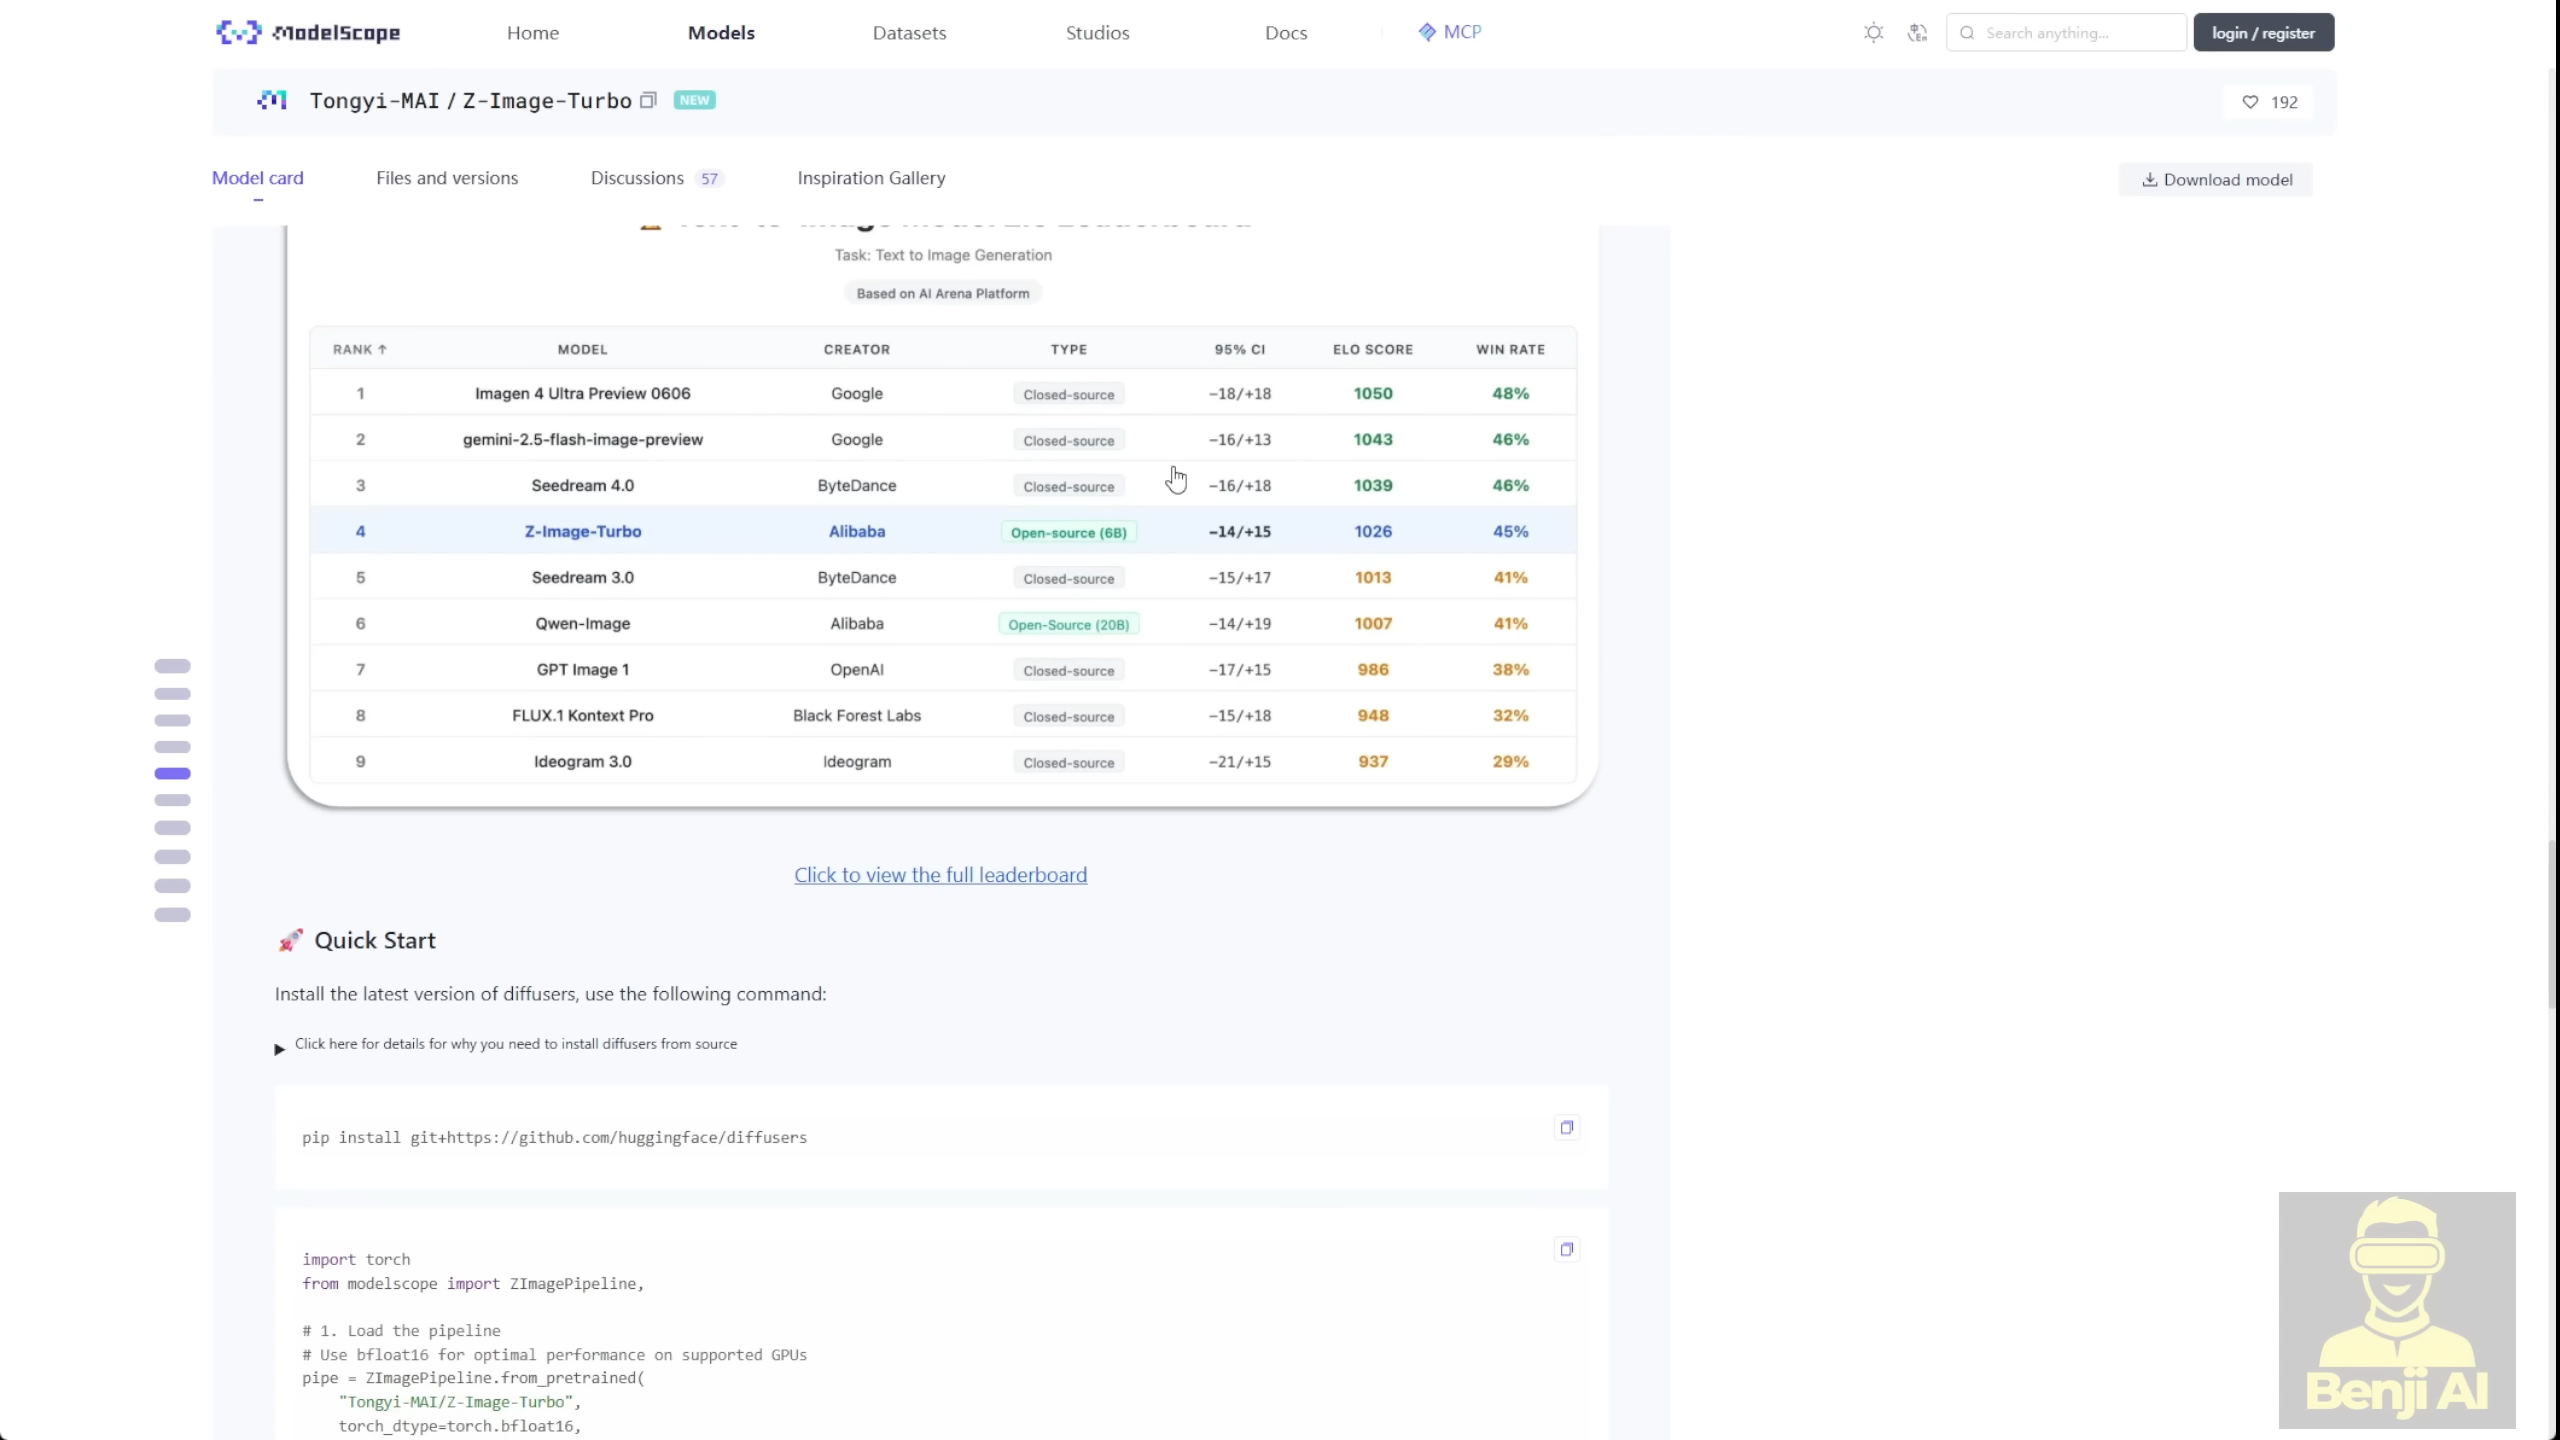 ModelScope Home Models Datasets Studios Docs MCP Search anything... login / register
Tongyi-MAI / Z-Image-Turbo NEW 192
Model card Files and versions Discussions 57 Inspiration Gallery Download model
Task: Text to Image Generation
Based on AI Arena Platform
RANK ↑ MODEL CREATOR TYPE 95% CI ELO SCORE WIN RATE
1 Imagen 4 Ultra Preview 0606 Google Closed-source −18/+18 1050 48%
2 gemini-2.5-flash-image-preview Google Closed-source −16/+13 1043 46%
3 Seedream 4.0 ByteDance Closed-source −16/+18 1039 46%
4 Z-Image-Turbo Alibaba Open-source (6B) −14/+15 1026 45%
5 Seedream 3.0 ByteDance Closed-source −15/+17 1013 41%
6 Qwen-Image Alibaba Open-Source (20B) −14/+19 1007 41%
7 GPT Image 1 OpenAI Closed-source −17/+15 986 38%
8 FLUX.1 Kontext Pro Black Forest Labs Closed-source −15/+18 948 32%
9 Ideogram 3.0 Ideogram Closed-source −21/+15 937 29%
Click to view the full leaderboard
🚀 Quick Start
Install the latest version of diffusers, use the following command:
Click here for details for why you need to install diffusers from source
pip install git+https://github.com/huggingface/diffusers
import torch
from modelscope import ZImagePipeline,
# 1. Load the pipeline
# Use bfloat16 for optimal performance on supported GPUs
pipe = ZImagePipeline.from_pretrained(
"Tongyi-MAI/Z-Image-Turbo",
torch_dtype=torch.bfloat16,
Benji AI